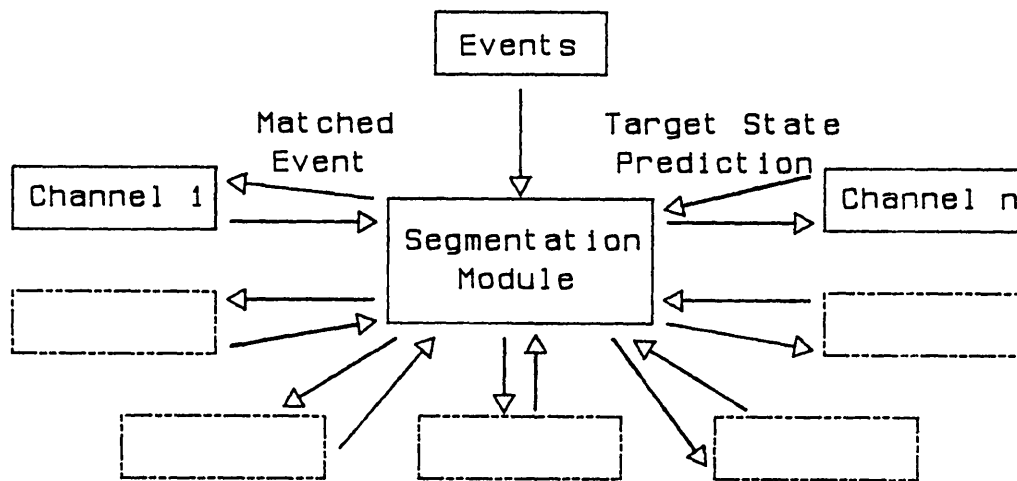 Events
Matched
Event
Target State
Prediction
Channel 1
Channel n
Segmentation
Module